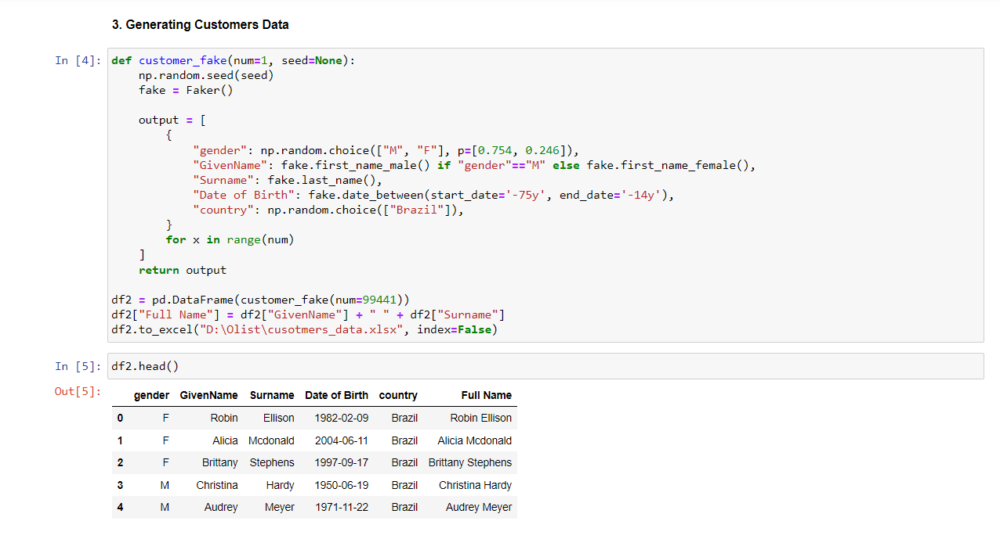 3. Generating Customers Data
In [4]: def customer_fake(num=1, seed=None):
    np.random.seed(seed)
    fake = Faker()
    output = [
        {
            "gender": np.random.choice(["M", "F"], p=[0.754, 0.246]),
            "GivenName": fake.first_name_male() if "gender"=="M" else fake.first_name_female(),
            "Surname": fake.last_name(),
            "Date of Birth": fake.date_between(start_date='-75y', end_date='-14y'),
            "country": np.random.choice(["Brazil"]),
        }
        for x in range(num)
    ]
    return output
df2 = pd.DataFrame(customer_fake(num=99441))
df2["Full Name"] = df2["GivenName"] + " " + df2["Surname"]
df2.to_excel("D:\Olist\cusotmers_data.xlsx", index=False)
In [5]: df2.head()
Out[5]:
gender GivenName Surname Date of Birth country Full Name
0 F Robin Ellison 1982-02-09 Brazil Robin Ellison
1 F Alicia Mcdonald 2004-06-11 Brazil Alicia Mcdonald
2 F Brittany Stephens 1997-09-17 Brazil Brittany Stephens
3 M Christina Hardy 1950-06-19 Brazil Christina Hardy
4 M Audrey Meyer 1971-11-22 Brazil Audrey Meyer